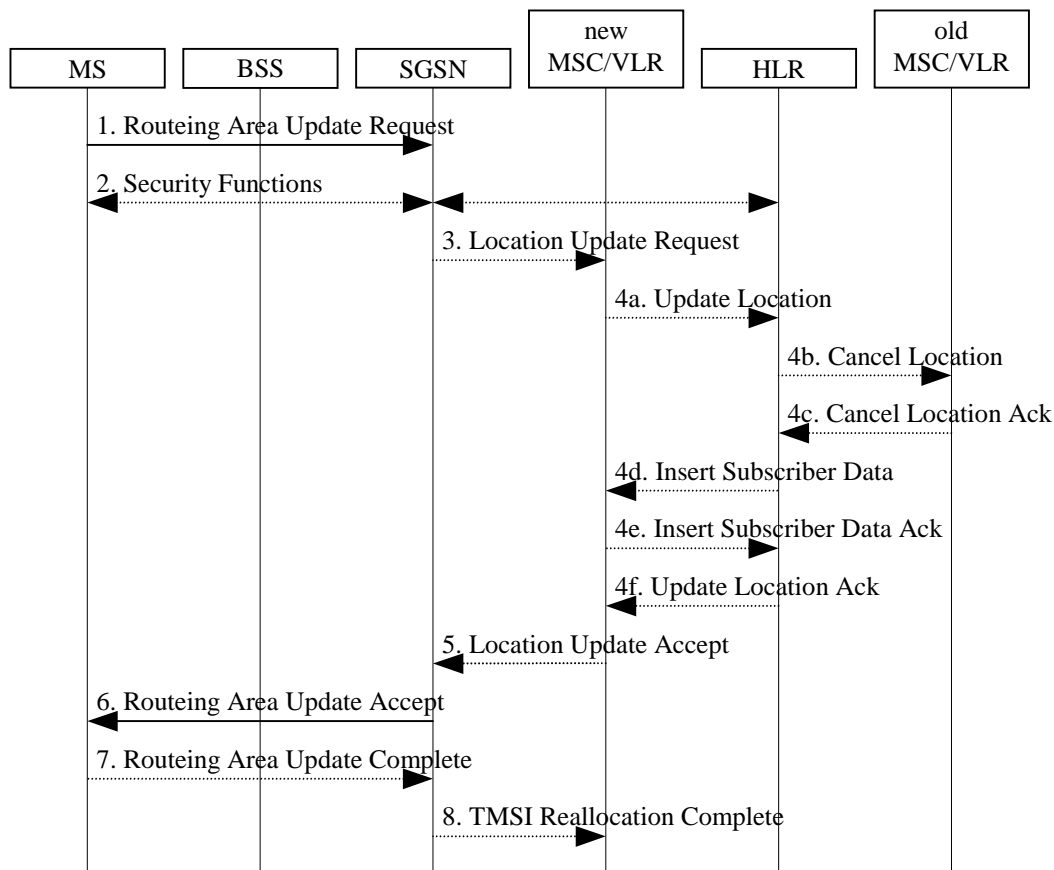 new
old
MS
BSS
SGSN
MSC/VLR
HLR
MSC/VLR
1. Routeing Area Update Request
2. Security Functions
3. Location Update Request
4a. Update Location
4b. Cancel Location
4c. Cancel Location Ack
4d. Insert Subscriber Data
4e. Insert Subscriber Data Ack
4f. Update Location Ack
5. Location Update Accept
6. Routeing Area Update Accept
7. Routeing Area Update Complete
8. TMSI Reallocation Complete